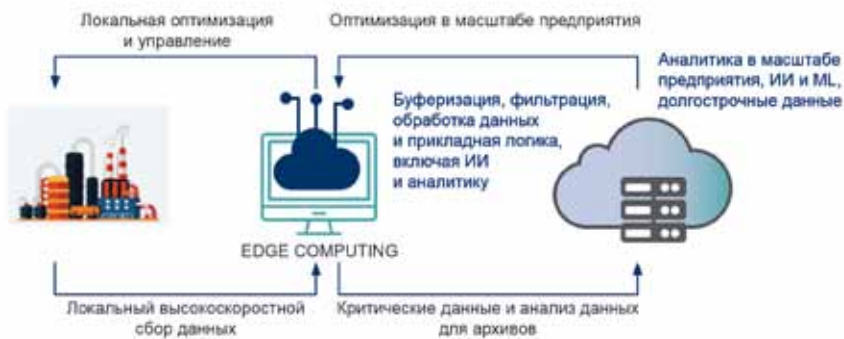 Локальная оптимизация
и управление
Оптимизация в масштабе предприятия
Аналитика в масштабе
предприятия, ИИ и ML,
долгострочные данные
Буферизация, фильтрация,
обработка данных
и прикладная логика,
включая ИИ
и аналитику
EDGE COMPUTING
Локальный высокоскоростной
сбор данных
Критические данные и анализ данных
для архивов